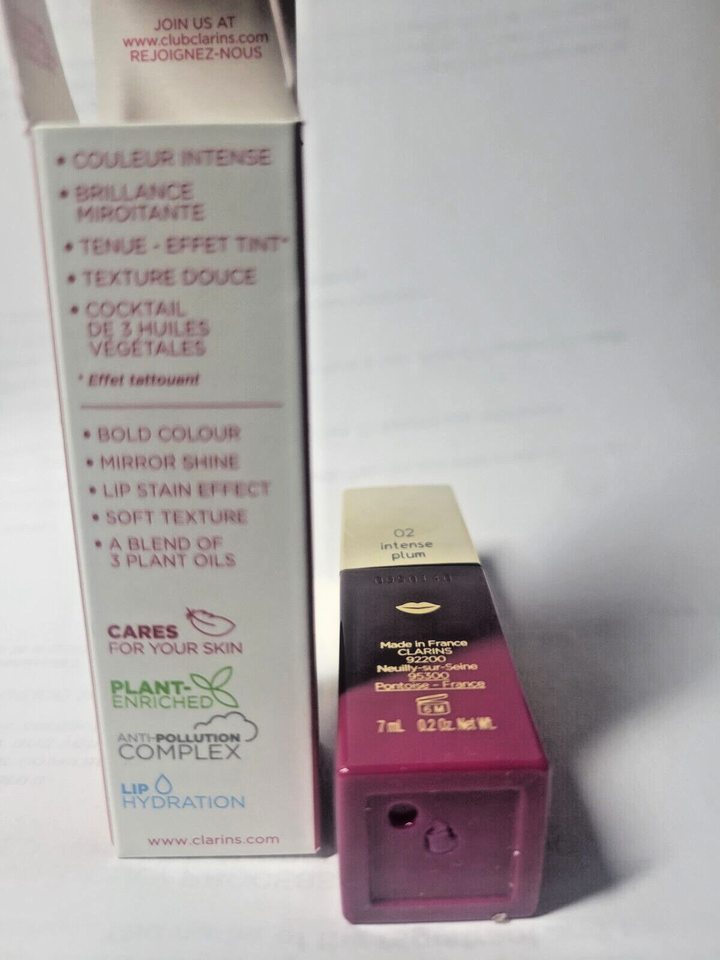 JOIN US AT
www.clubclarins.com
REJOIGNEZ-NOUS
• COULEUR INTENSE
• BRILLANCE
MIROITANTE
• TENUE - EFFET TINT*
• TEXTURE DOUCE
• COCKTAIL
DE 3 HUILES
VÉGÉTALES
* Effet tattouant
• BOLD COLOUR
• MIRROR SHINE
• LIP STAIN EFFECT
• SOFT TEXTURE
• A BLEND OF
3 PLANT OILS
CARES
FOR YOUR SKIN
PLANT-
ENRICHED
ANTI-POLLUTION
COMPLEX
LIP
HYDRATION
www.clarins.com
02
intense
plum
Made in France
CLARINS
92200
Neuilly-sur-Seine
95300
Pontoise - France
6 M
7 mL 0.2 Oz. Net Wt.